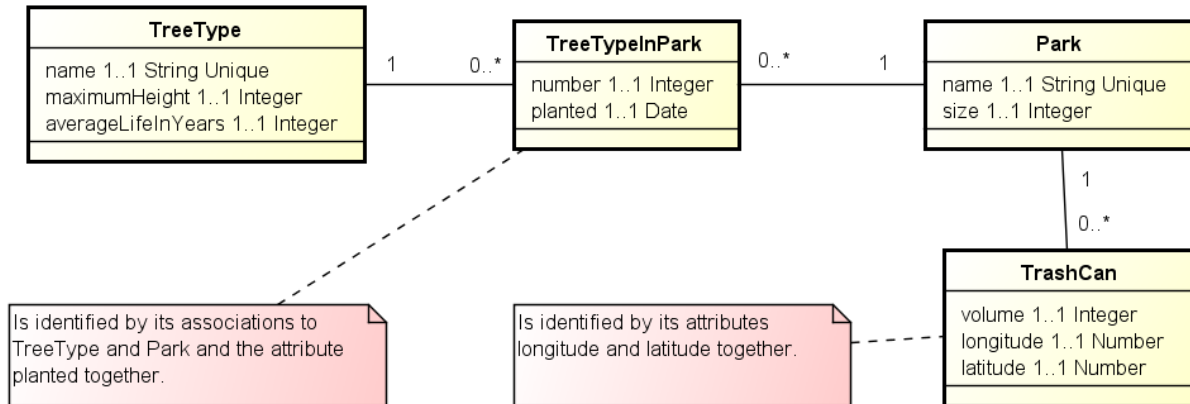 TreeType
name 1..1 String Unique
maximumHeight 1..1 Integer
averageLifeInYears 1..1 Integer
1
0..*
TreeTypeInPark
number 1..1 Integer
planted 1..1 Date
0..*
1
Park
name 1..1 String Unique
size 1..1 Integer
1
0..*
TrashCan
volume 1..1 Integer
longitude 1..1 Number
latitude 1..1 Number
Is identified by its associations to
TreeType and Park and the attribute
planted together.
Is identified by its attributes
longitude and latitude together.